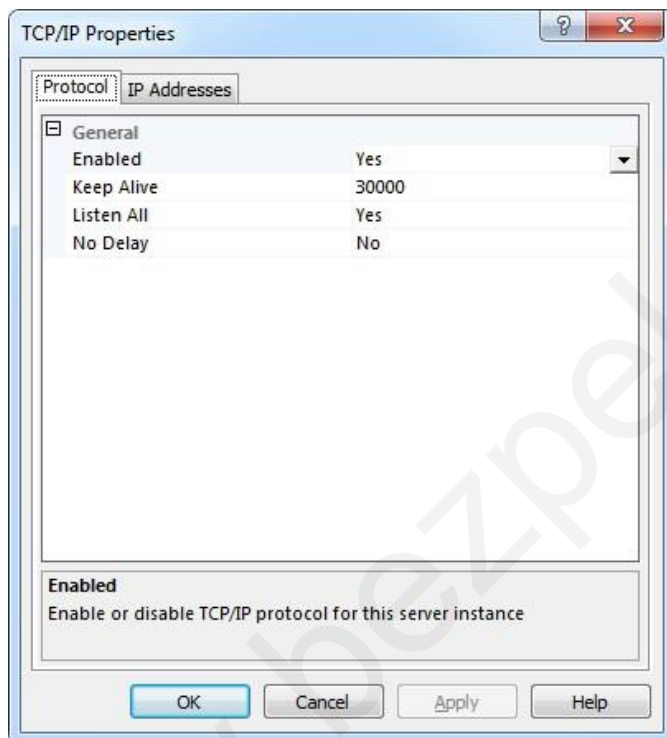 TCP/IP Properties
Protocol IP Addresses
General
Enabled Yes
Keep Alive 30000
Listen All Yes
No Delay No
Enabled
Enable or disable TCP/IP protocol for this server instance
OK Cancel Apply Help